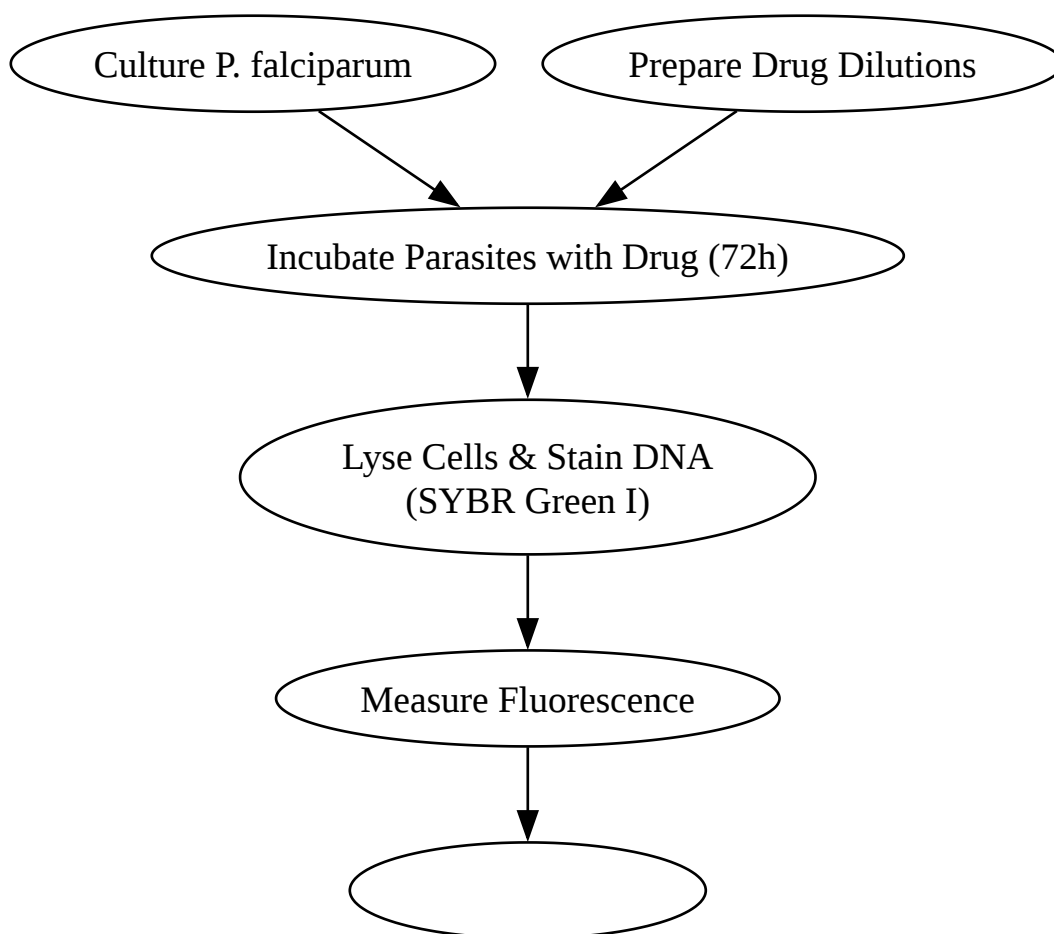 Culture P. falciparum
Prepare Drug Dilutions
Incubate Parasites with Drug (72h)
Lyse Cells & Stain DNA
(SYBR Green I)
Measure Fluorescence